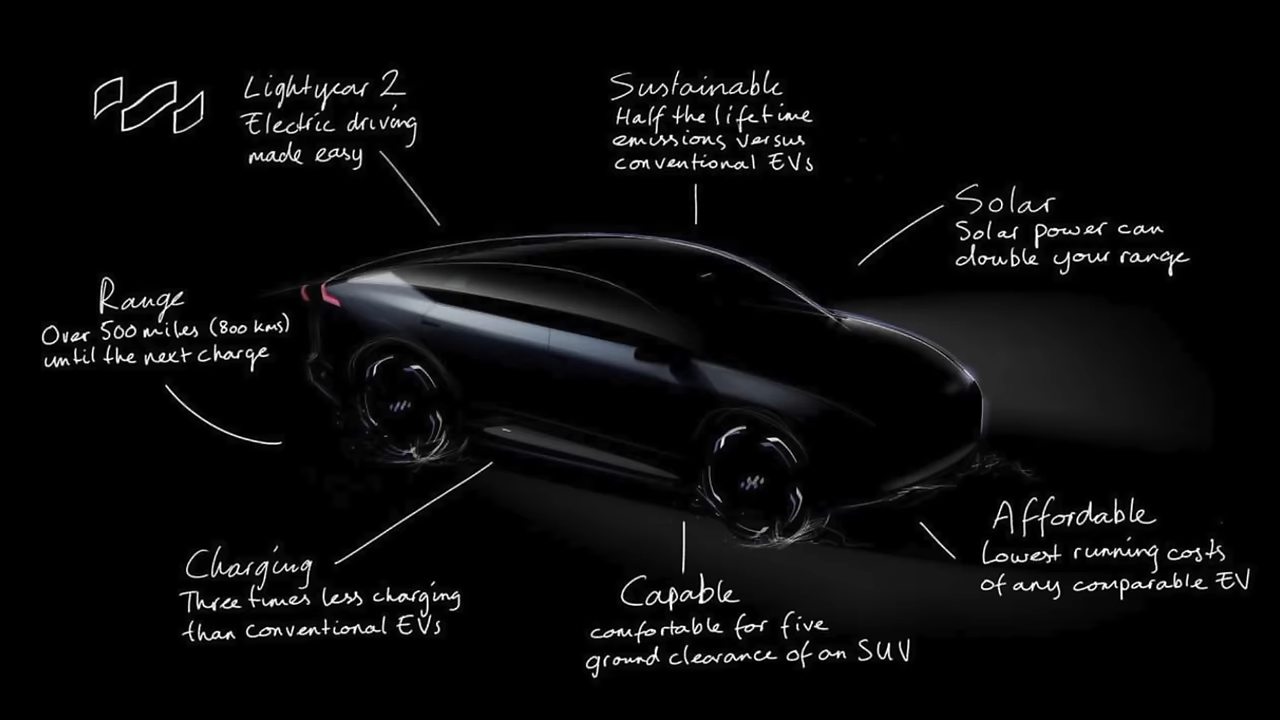 Lightyear 2
Electric driving
made easy
Sustainable
Half the lifetime
emissions versus
conventional EVs
Solar
Solar power can
double your range
Range
Over 500 miles (800 kms)
until the next charge
Charging
Three times less charging
than conventional EVs
Capable
comfortable for five
ground clearance of an SUV
Affordable
Lowest running costs
of any comparable EV